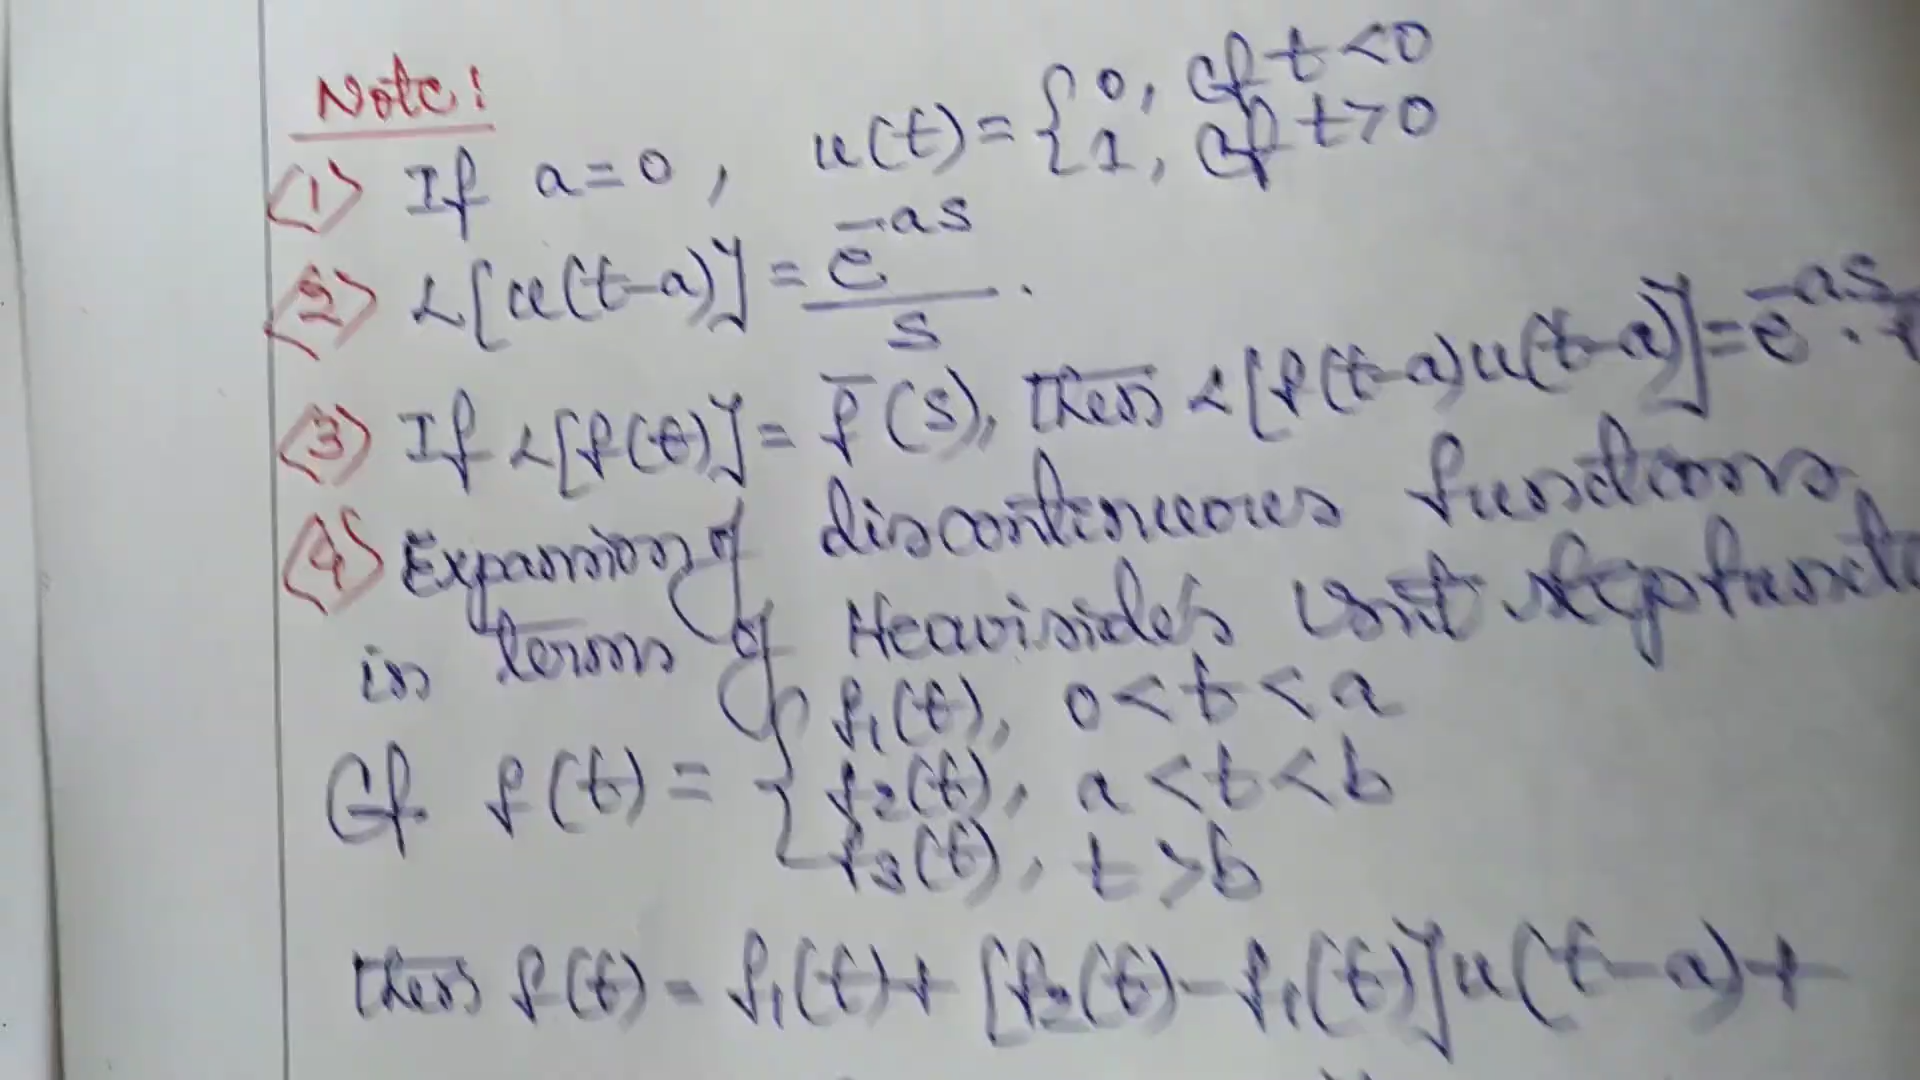 Note:
(1) If a=0, u(t) = { 0, if t<0
1, if t>0
(2) L[u(t-a)] = e^-as / s .
(3) If L[f(t)] = f̄(s), then L[f(t-a)u(t-a)] = e^-as .
(4) Expansion of discontinuous functions
in terms of Heaviside's Unit step
If f(t) = { f1(t), 0<t<a
f2(t), a<t<b
f3(t), t>b
then f(t) = f1(t) + [f2(t) - f1(t)]u(t-a) +